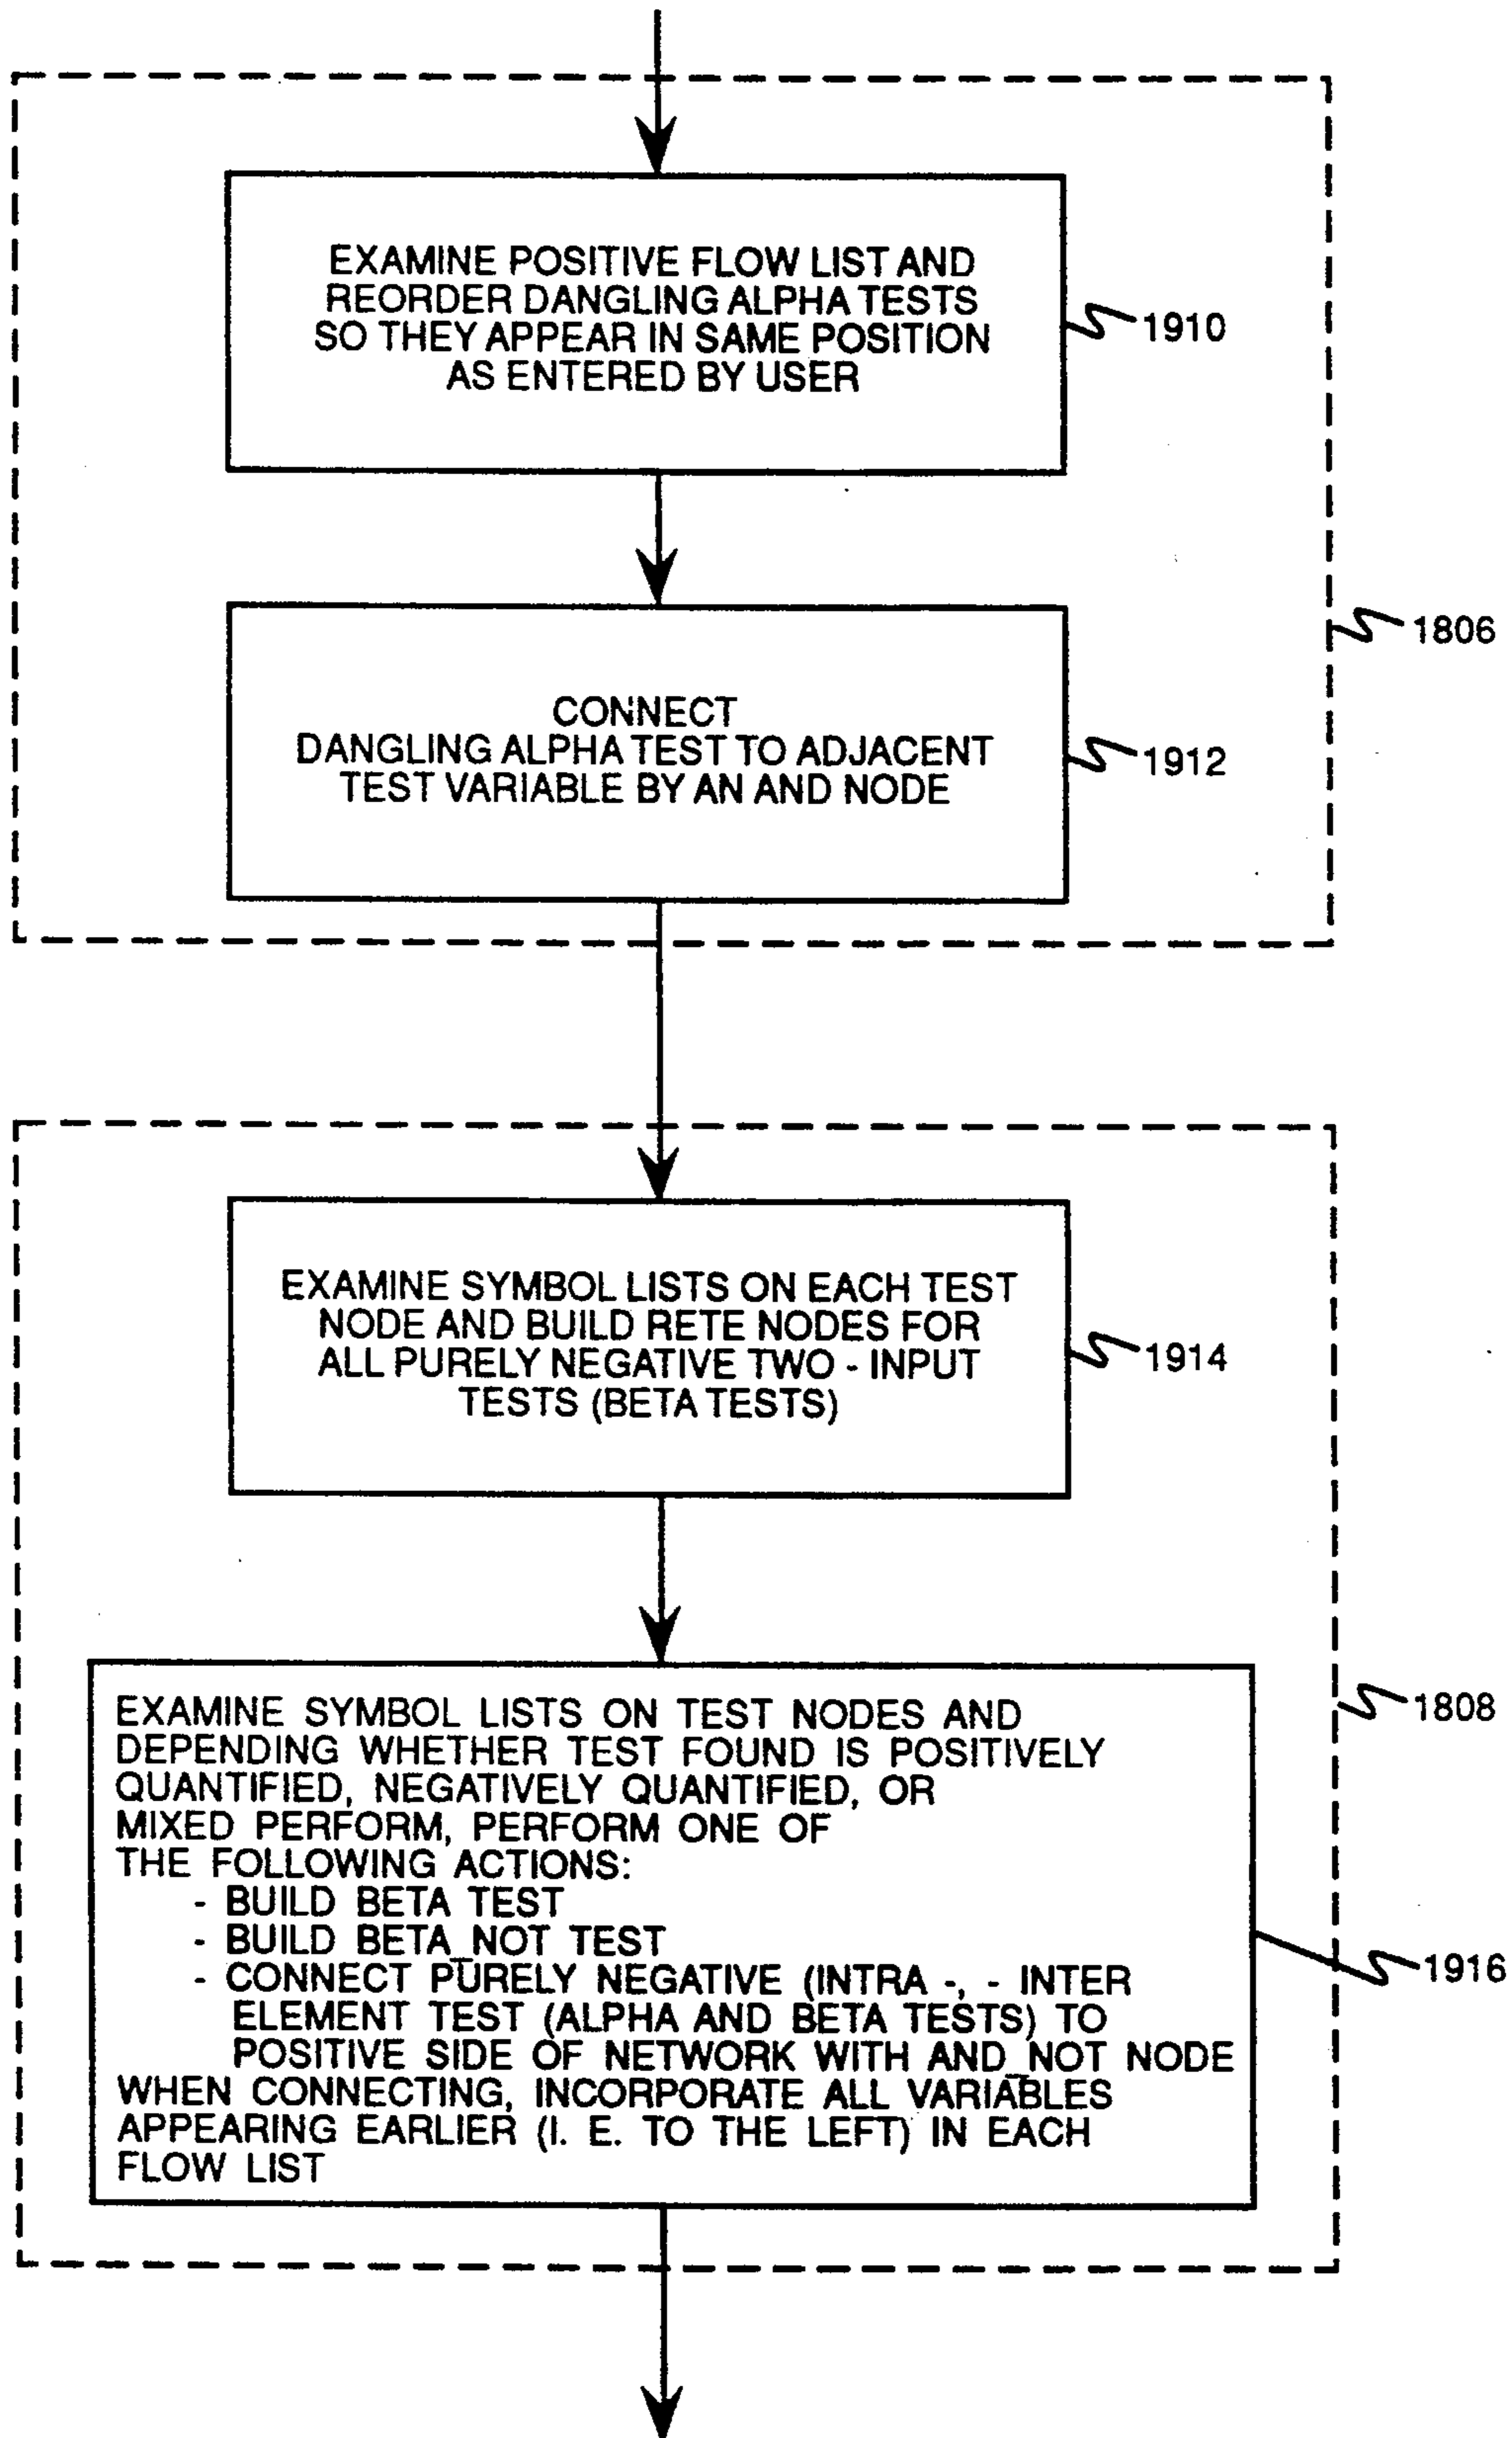 EXAMINE POSITIVE FLOW LIST AND
REORDER DANGLING ALPHA TESTS
SO THEY APPEAR IN SAME POSITION
AS ENTERED BY USER
1910
CONNECT
DANGLING ALPHA TEST TO ADJACENT
TEST VARIABLE BY AN AND NODE
1912
1806
EXAMINE SYMBOL LISTS ON EACH TEST
NODE AND BUILD RETE NODES FOR
ALL PURELY NEGATIVE TWO - INPUT
TESTS (BETA TESTS)
1914
EXAMINE SYMBOL LISTS ON TEST NODES AND
DEPENDING WHETHER TEST FOUND IS POSITIVELY
QUANTIFIED, NEGATIVELY QUANTIFIED, OR
MIXED PERFORM, PERFORM ONE OF
THE FOLLOWING ACTIONS:
- BUILD BETA TEST
- BUILD BETA_NOT TEST
- CONNECT PURELY NEGATIVE (INTRA -, - INTER
ELEMENT TEST (ALPHA AND BETA TESTS) TO
POSITIVE SIDE OF NETWORK WITH AND_NOT NODE
WHEN CONNECTING, INCORPORATE ALL VARIABLES
APPEARING EARLIER (I. E. TO THE LEFT) IN EACH
FLOW LIST
1808
1916